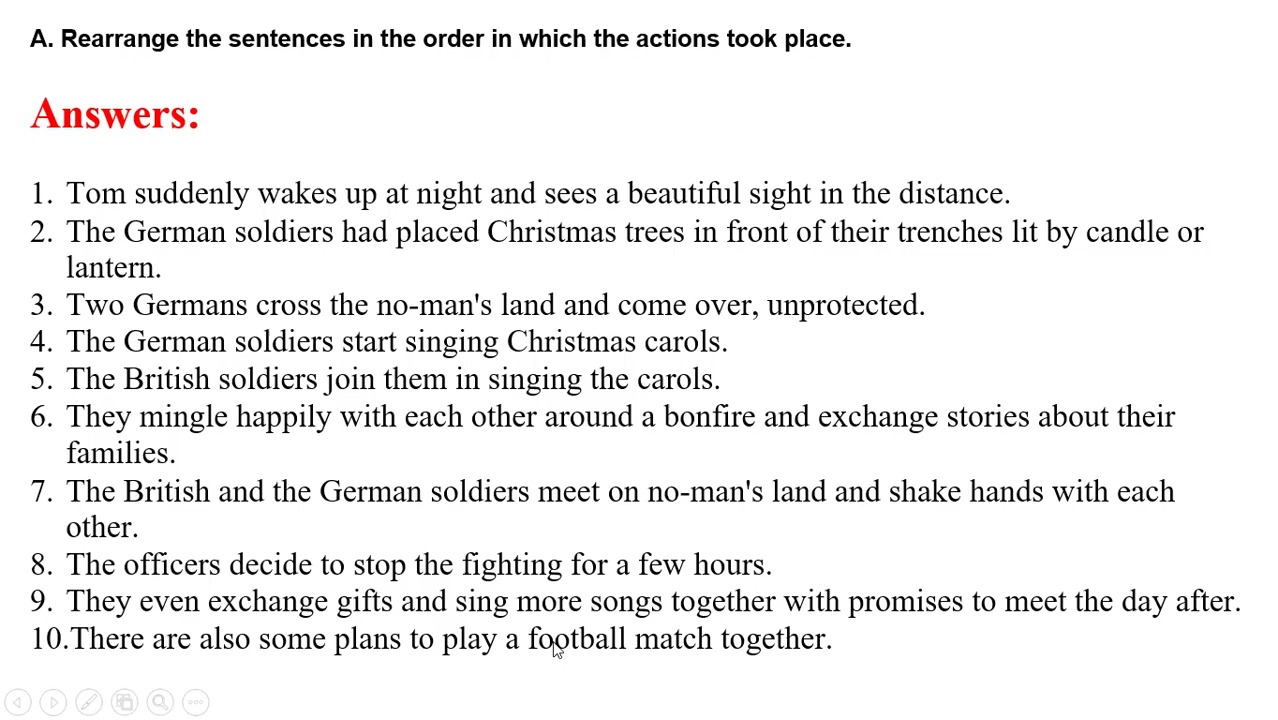 A. Rearrange the sentences in the order in which the actions took place.
Answers:
1. Tom suddenly wakes up at night and sees a beautiful sight in the distance.
2. The German soldiers had placed Christmas trees in front of their trenches lit by candle or
lantern.
3. Two Germans cross the no-man's land and come over, unprotected.
4. The German soldiers start singing Christmas carols.
5. The British soldiers join them in singing the carols.
6. They mingle happily with each other around a bonfire and exchange stories about their
families.
7. The British and the German soldiers meet on no-man's land and shake hands with each
other.
8. The officers decide to stop the fighting for a few hours.
9. They even exchange gifts and sing more songs together with promises to meet the day after.
10.There are also some plans to play a football match together.